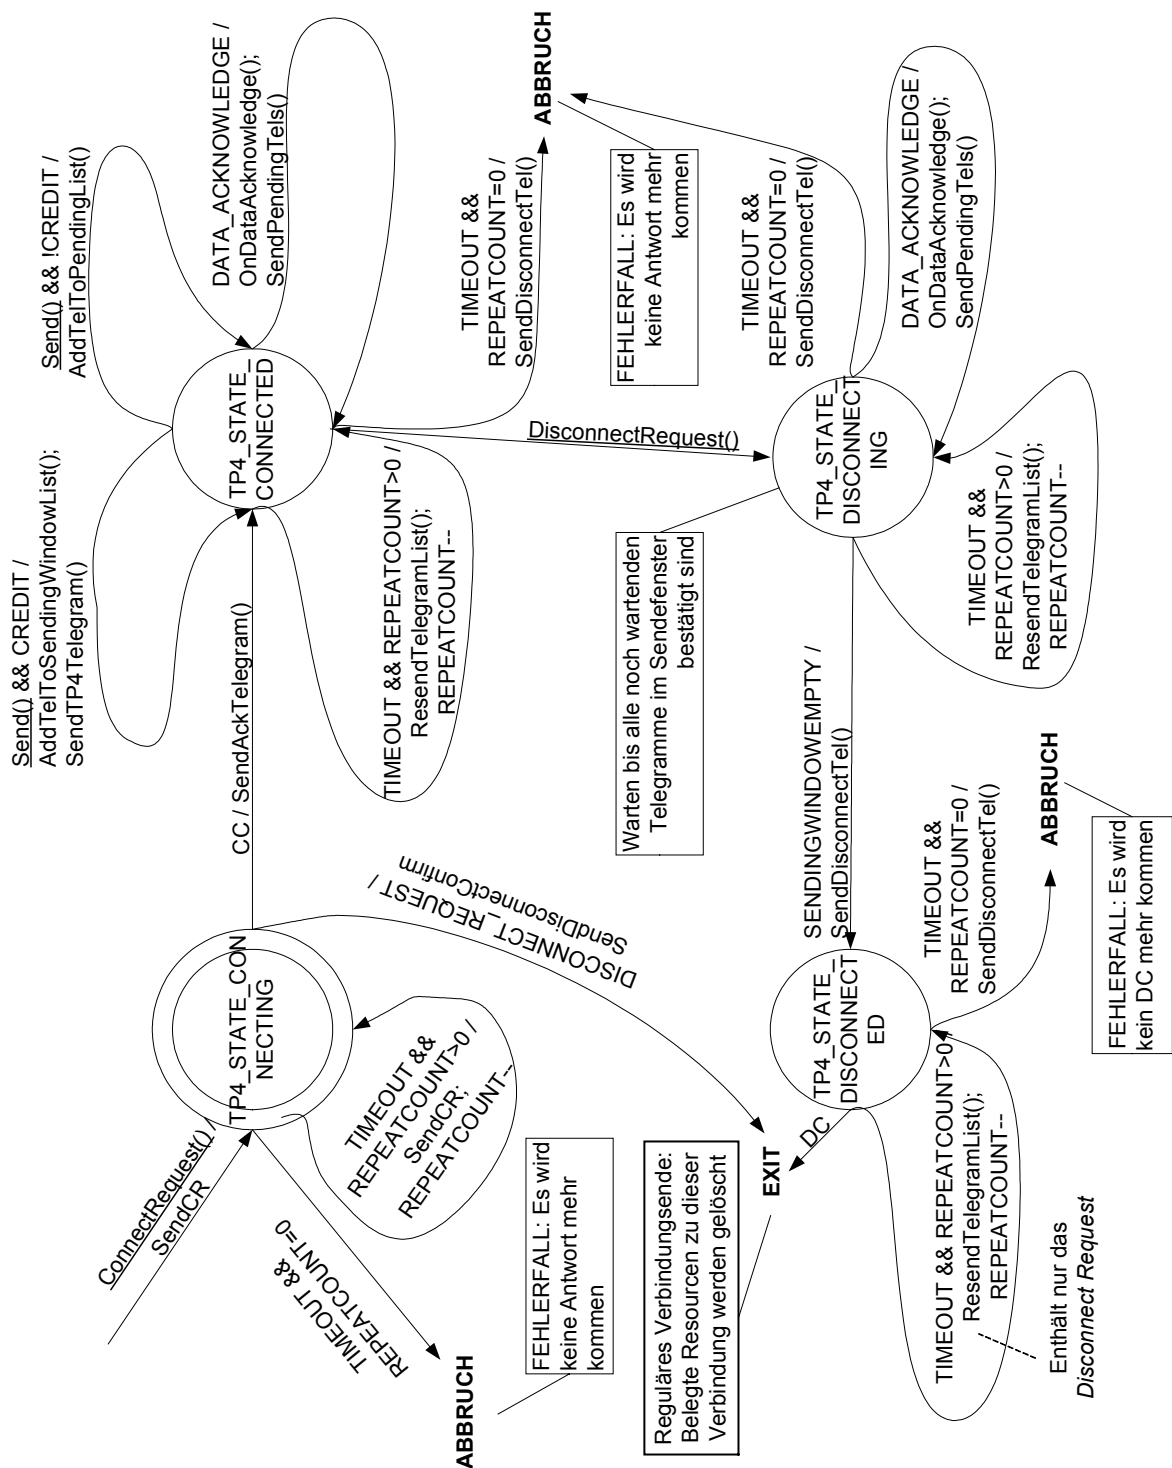 ConnectRequest() /
SendCR
TP4_STATE_CON
NECTING
TIMEOUT &&
REPEATCOUNT=0
ABBRUCH
FEHLERFALL: Es wird
keine Antwort mehr
kommen
TIMEOUT &&
REPEATCOUNT>0 /
SendCR;
REPEATCOUNT--
CC / SendAckTelegram()
DISCONNECT_REQUEST /
SendDisconnectConfirm
Send() && CREDIT /
AddTelToSendingWindowList();
SendTP4Telegram()
Send() && !CREDIT /
AddTelToPendingList()
TP4_STATE_
CONNECTED
DATA_ACKNOWLEDGE /
OnDataAcknowledge();
SendPendingTels()
TIMEOUT && REPEATCOUNT>0 /
ResendTelegramList();
REPEATCOUNT--
TIMEOUT &&
REPEATCOUNT=0 /
SendDisconnectTel()
ABBRUCH
FEHLERFALL: Es wird
keine Antwort mehr
kommen
DisconnectRequest()
Warten bis alle noch wartenden
Telegramme im Sendefenster
bestätigt sind
TIMEOUT &&
REPEATCOUNT=0 /
SendDisconnectTel()
TP4_STATE_
DISCONNECT
ING
DATA_ACKNOWLEDGE /
OnDataAcknowledge();
SendPendingTels()
TIMEOUT &&
REPEATCOUNT>0 /
ResendTelegramList();
REPEATCOUNT--
SENDINGWINDOWEMPTY /
SendDisconnectTel()
TP4_STATE_
DISCONNECT
ED
TIMEOUT &&
REPEATCOUNT=0 /
SendDisconnectTel()
ABBRUCH
FEHLERFALL: Es wird
kein DC mehr kommen
DC
EXIT
Reguläres Verbindungsende:
Belegte Resourcen zu dieser
Verbindung werden gelöscht
TIMEOUT && REPEATCOUNT>0 /
ResendTelegramList();
REPEATCOUNT--
Enthält nur das
Disconnect Request